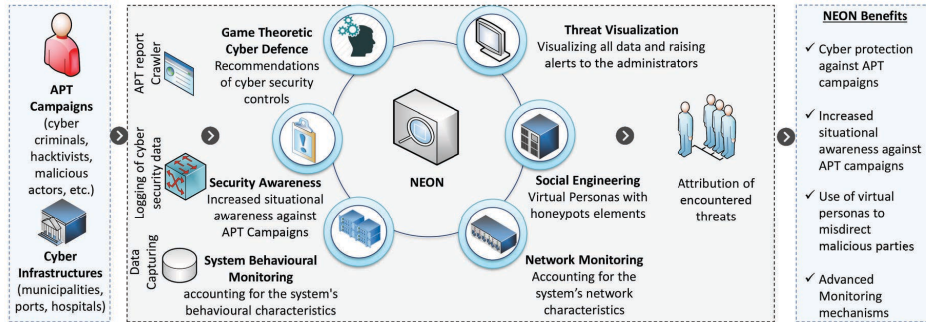 APT
Campaigns
(cyber
criminals,
hacktivists,
malicious
actors, etc.)
Cyber
Infrastructures
(municipalities,
ports, hospitals)
APT report
Crawler
Logging of cyber
security data
Data
Capturing
Game Theoretic
Cyber Defence
Recommendations
of cyber security
controls
Threat Visualization
Visualizing all data and raising
alerts to the administrators
Security Awareness
Increased situational
awareness against
APT Campaigns
NEON
Social Engineering
Virtual Personas with
honeypots elements
System Behavioural
Monitoring
accounting for the system's
behavioural characteristics
Network Monitoring
Accounting for the
system's network
characteristics
Attribution of
encountered
threats
NEON Benefits
✓ Cyber protection
against APT
campaigns
✓ Increased
situational
awareness against
APT campaigns
✓ Use of virtual
personas to
misdirect
malicious parties
✓ Advanced
Monitoring
mechanisms